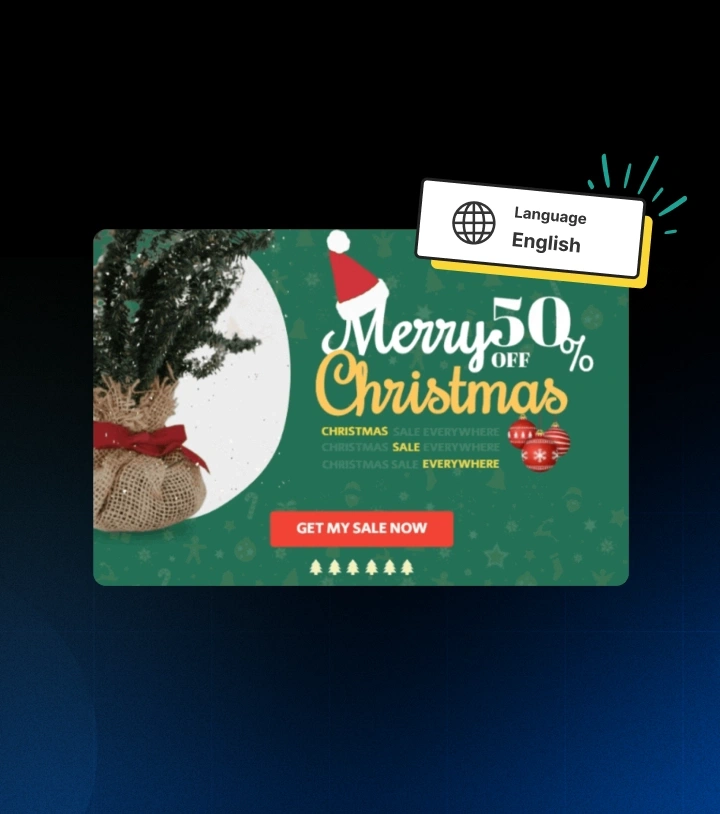 Language
English
Merry 50%
OFF
Christmas
CHRISTMAS SALE EVERYWHERE
CHRISTMAS SALE EVERYWHERE
CHRISTMAS SALE EVERYWHERE
GET MY SALE NOW